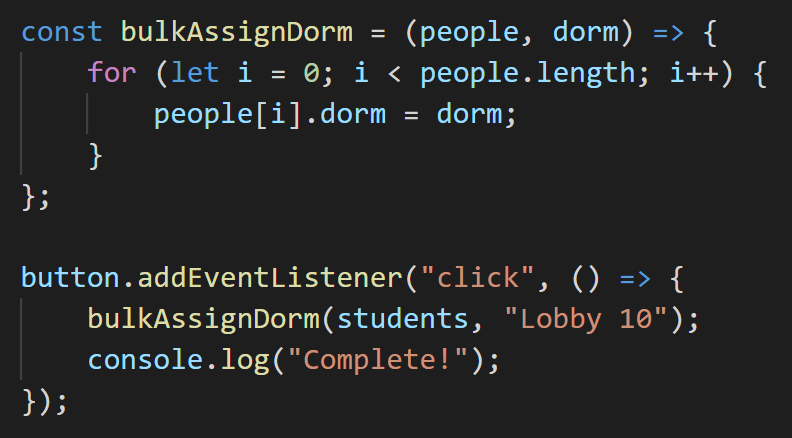 const bulkAssignDorm = (people, dorm) => {
    for (let i = 0; i < people.length; i++) {
        people[i].dorm = dorm;
    }
};

button.addEventListener("click", () => {
    bulkAssignDorm(students, "Lobby 10");
    console.log("Complete!");
});